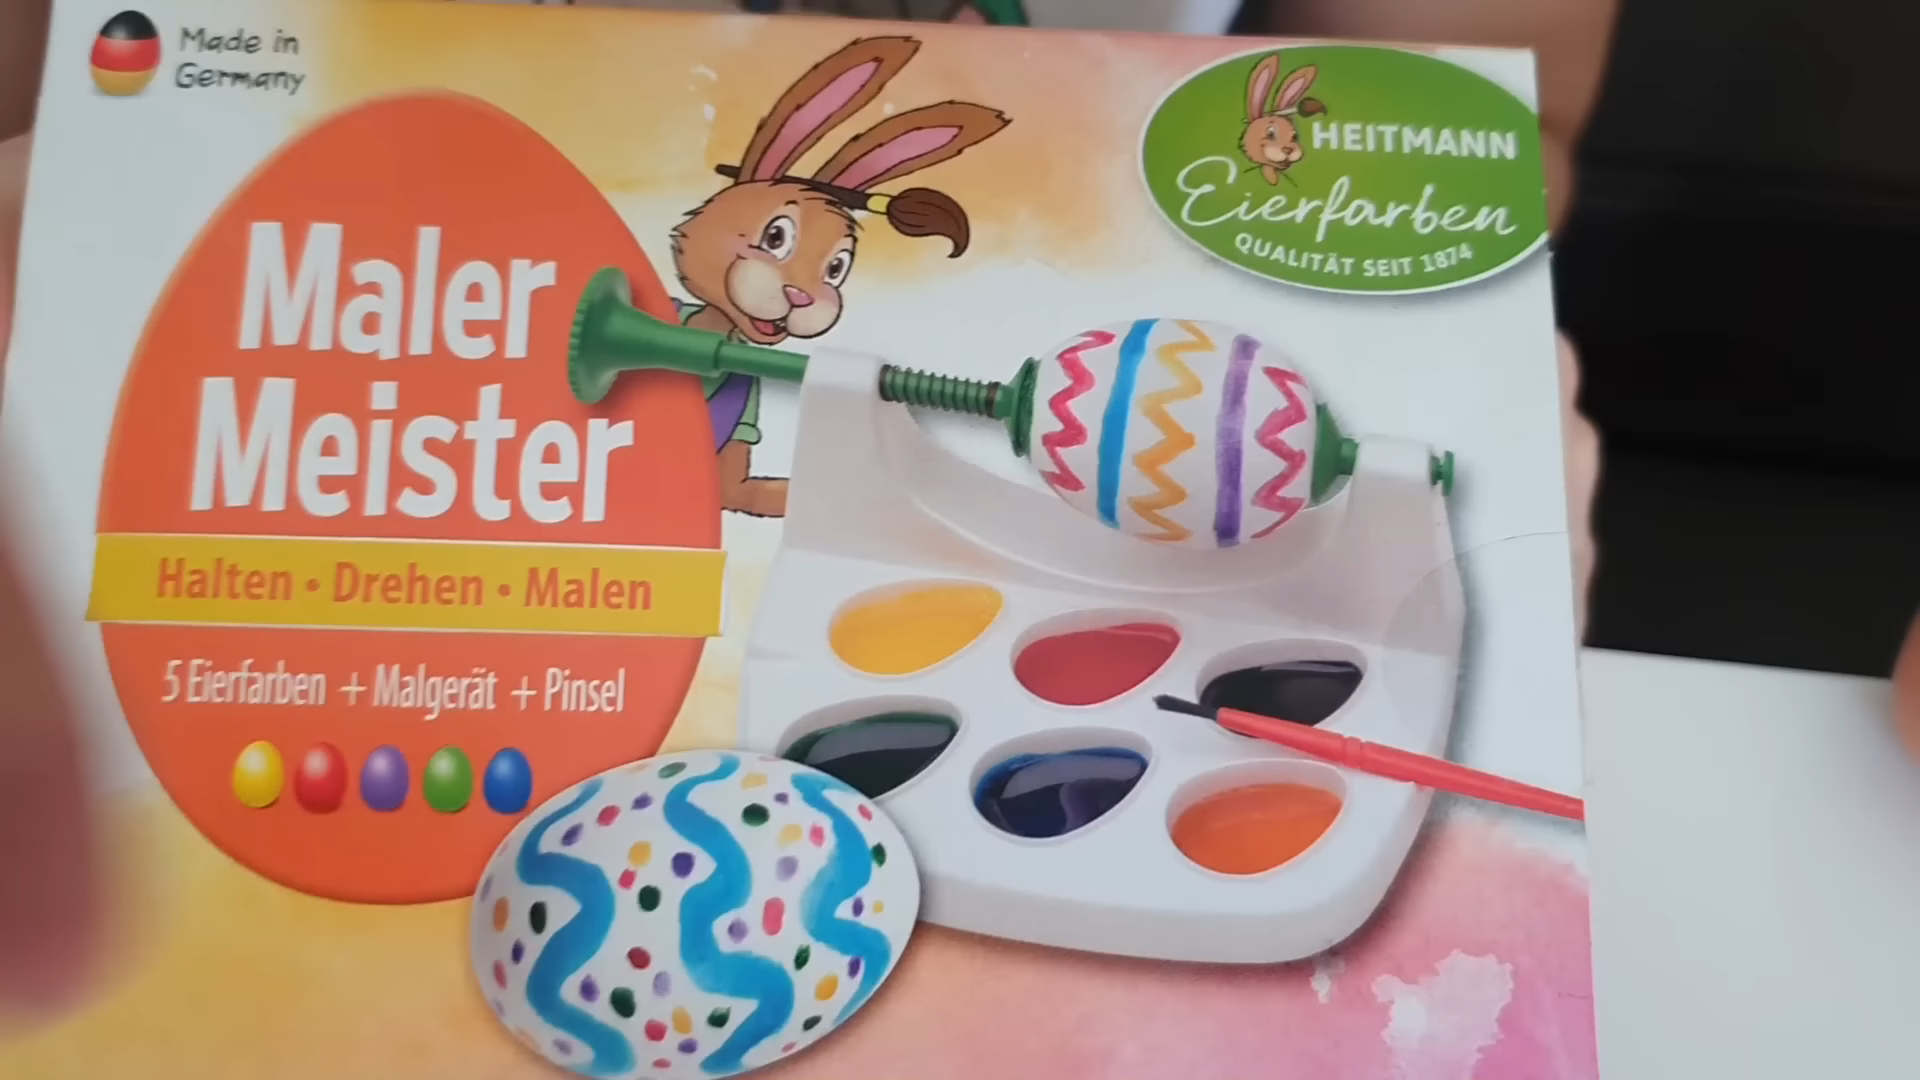 Made in
Germany
HEITMANN
Eierfarben
QUALITÄT SEIT 1874
Maler
Meister
Halten • Drehen • Malen
5 Eierfarben + Malgerät + Pinsel